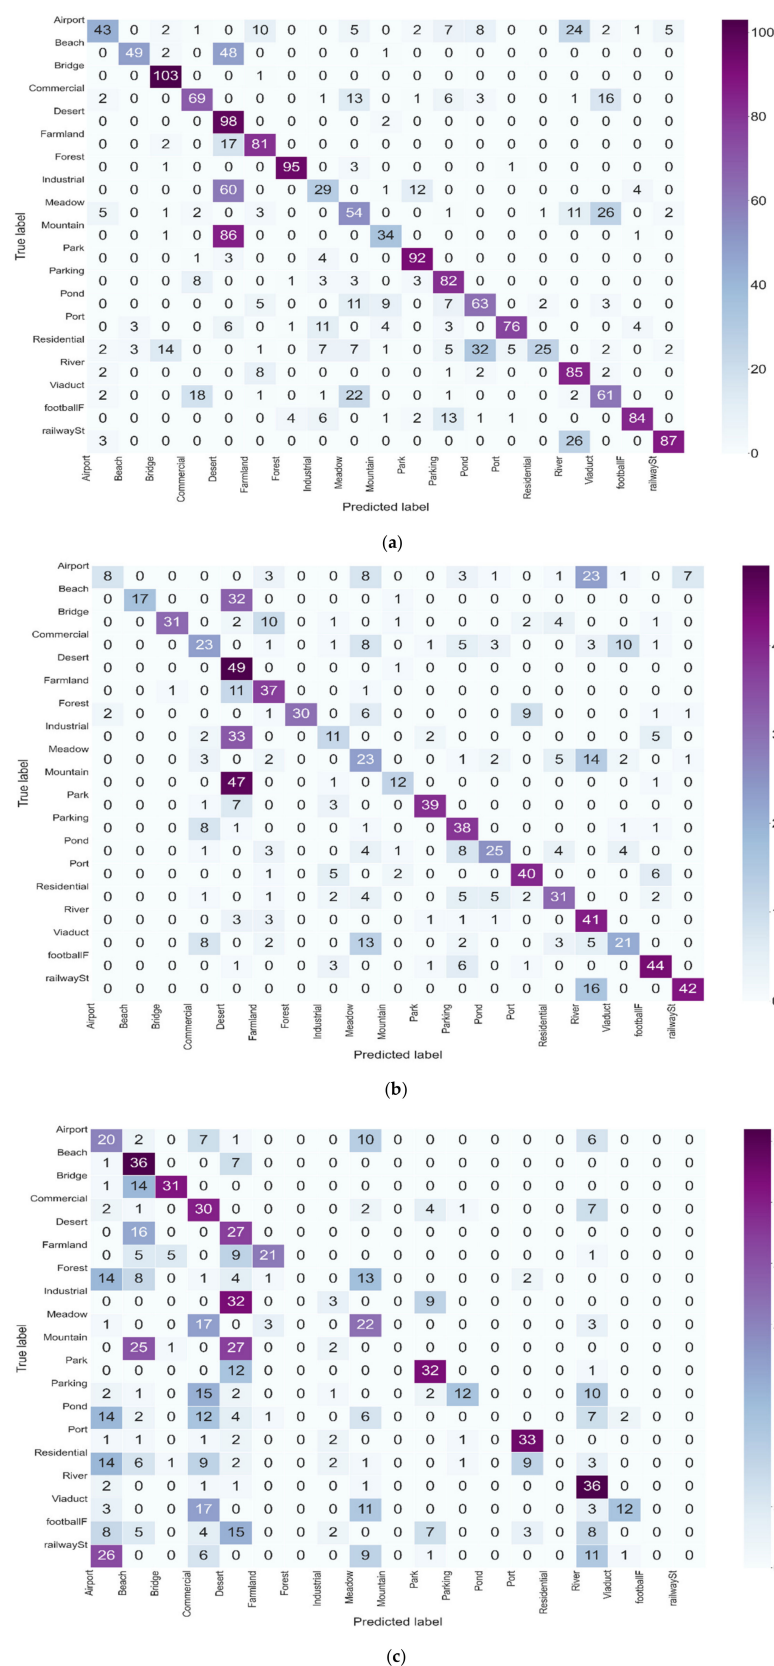 Airport 43 0 2 1 0 10 0 0 5 0 2 7 8 0 0 24 2 1 5
Beach 0 49 2 0 48 0 0 0 0 1 0 0 0 0 0 0 0 0 0
Bridge 0 0 103 0 0 1 0 0 0 0 0 0 0 0 0 0 0 0 0
Commercial 2 0 0 69 0 0 0 1 13 0 1 6 3 0 0 1 16 0 0
Desert 0 0 0 0 98 0 0 0 0 2 0 0 0 0 0 0 0 0 0
Farmland 0 0 2 0 17 81 0 0 0 0 0 0 0 0 0 0 0 0 0
Forest 0 0 1 0 0 0 95 0 3 0 0 0 0 1 0 0 0 0 0
Industrial 0 0 0 0 60 0 0 29 0 1 12 0 0 0 0 0 0 4 0
Meadow 5 0 1 2 0 3 0 0 54 0 0 1 0 0 1 11 26 0 2
Mountain 0 0 1 0 86 0 0 0 0 34 0 0 0 0 0 0 0 1 0
Park 0 0 0 1 3 0 0 4 0 0 92 0 0 0 0 0 0 0 0
Parking 0 0 0 8 0 0 1 3 3 0 3 82 0 0 0 0 0 0 0
Pond 0 0 0 0 0 5 0 0 11 9 0 7 63 0 2 0 3 0 0
Port 0 3 0 0 6 0 1 11 0 4 0 3 0 76 0 0 0 4 0
Residential 2 3 14 0 0 1 0 7 7 0 0 5 32 5 25 0 2 0 2
River 2 0 0 0 0 8 0 0 0 0 0 1 2 0 0 85 2 0 0
Viaduct 2 0 0 18 0 1 0 1 22 0 0 1 0 0 0 2 61 0 0
footballF 0 0 0 0 0 0 4 6 0 1 2 13 1 1 0 0 0 84 0
railwaySt 3 0 0 0 0 0 0 0 0 0 0 0 0 0 0 26 0 0 87
True label
Airport Beach Bridge Commercial Desert Farmland Forest Industrial Meadow Mountain Park Parking Pond Port Residential River Viaduct footballF railwaySt
Predicted label
100
80
60
40
20
0
(a)
Airport 8 0 0 0 0 3 0 0 8 0 0 3 1 0 1 23 1 0 7
Beach 0 17 0 0 32 0 0 0 0 1 0 0 0 0 0 0 0 0 0
Bridge 0 0 31 0 2 10 0 1 0 1 0 0 0 2 4 0 0 1 0
Commercial 0 0 0 23 0 1 0 1 8 0 1 5 3 0 0 3 10 0 0
Desert 0 0 0 0 49 0 0 0 0 1 0 0 0 0 0 0 0 0 0
Farmland 0 0 1 0 11 37 0 0 1 0 0 0 0 0 0 0 0 0 0
Forest 2 0 0 0 0 1 30 0 6 0 0 0 0 9 0 0 0 1 1
Industrial 0 0 0 2 33 0 0 11 0 0 2 0 0 0 0 0 0 5 0
Meadow 0 0 0 3 0 2 0 0 23 0 0 1 2 0 5 14 2 0 1
Mountain 0 0 0 0 47 0 0 1 0 12 0 0 0 0 0 0 0 1 0
Park 0 0 0 1 7 0 0 3 0 0 39 0 0 0 0 0 0 0 0
Parking 0 0 0 8 1 0 0 0 1 0 0 38 0 0 0 0 1 1 0
Pond 0 0 0 1 0 3 0 0 4 1 0 8 25 0 4 0 4 0 0
Port 0 0 0 0 0 1 0 5 0 2 0 0 0 40 0 0 0 6 0
Residential 0 0 0 1 0 1 0 2 4 0 0 5 5 2 31 0 0 2 0
River 0 0 0 0 3 3 0 0 0 0 1 1 1 0 0 41 0 0 0
Viaduct 0 0 0 8 0 2 0 0 13 0 0 2 0 0 3 5 21 0 0
footballF 0 0 0 0 1 0 0 3 0 0 1 6 0 1 0 0 0 44 0
railwaySt 0 0 0 0 0 0 0 0 0 0 0 0 0 0 0 16 0 0 42
True label
Airport Beach Bridge Commercial Desert Farmland Forest Industrial Meadow Mountain Park Parking Pond Port Residential River Viaduct footballF railwaySt
Predicted label
(b)
Airport 20 2 0 7 1 0 0 0 10 0 0 0 0 0 0 6 0 0 0
Beach 1 36 0 0 7 0 0 0 0 0 0 0 0 0 0 0 0 0 0
Bridge 1 14 31 0 0 0 0 0 0 0 0 0 0 0 0 0 0 0 0
Commercial 2 1 0 30 0 0 0 0 2 0 4 1 0 0 0 7 0 0 0
Desert 0 16 0 0 27 0 0 0 0 0 0 0 0 0 0 0 0 0 0
Farmland 0 5 5 0 9 21 0 0 0 0 0 0 0 0 0 1 0 0 0
Forest 14 8 0 1 4 1 0 0 13 0 0 0 0 2 0 0 0 0 0
Industrial 0 0 0 0 32 0 0 3 0 0 9 0 0 0 0 0 0 0 0
Meadow 1 0 0 17 0 3 0 0 22 0 0 0 0 0 0 3 0 0 0
Mountain 0 25 1 0 27 0 0 2 0 0 0 0 0 0 0 0 0 0 0
Park 0 0 0 0 12 0 0 0 0 0 32 0 0 0 0 1 0 0 0
Parking 2 1 0 15 2 0 0 1 0 0 2 12 0 0 0 10 0 0 0
Pond 14 2 0 12 4 1 0 0 6 0 0 0 0 0 0 7 2 0 0
Port 1 1 0 1 2 0 0 2 0 0 0 1 0 33 0 0 0 0 0
Residential 14 6 1 9 2 0 0 2 1 0 0 1 0 9 0 3 0 0 0
River 2 0 0 1 1 0 0 0 1 0 0 0 0 0 0 36 0 0 0
Viaduct 3 0 0 17 0 0 0 0 11 0 0 0 0 0 0 3 12 0 0
footballF 8 5 0 4 15 0 0 2 0 0 7 0 0 3 0 8 0 0 0
railwaySt 26 0 0 6 0 0 0 0 9 0 1 0 0 0 0 11 1 0 0
True label
Airport Beach Bridge Commercial Desert Farmland Forest Industrial Meadow Mountain Park Parking Pond Port Residential River Viaduct footballF railwaySt
Predicted label
(c)